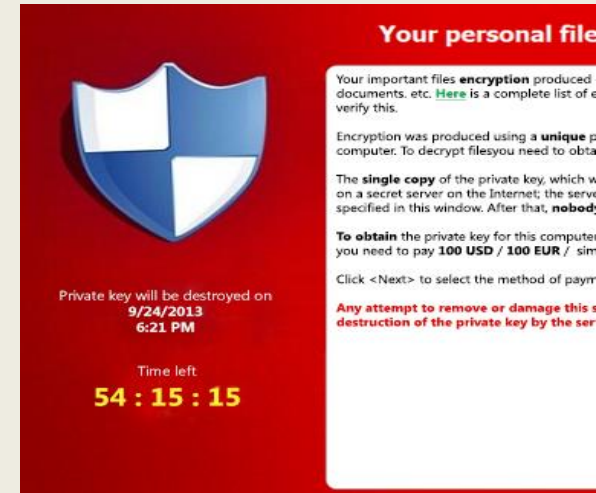 Your personal file
Your important files encryption produced
documents. etc. Here is a complete list of e
verify this.
Encryption was produced using a unique p
computer. To decrypt filesyou need to obta
The single copy of the private key, which w
on a secret server on the Internet; the serve
specified in this window. After that, nobody
To obtain the private key for this computer
you need to pay 100 USD / 100 EUR / sim
Click <Next> to select the method of paym
Any attempt to remove or damage this s
destruction of the private key by the ser
Private key will be destroyed on
9/24/2013
6:21 PM
Time left
54 : 15 : 15